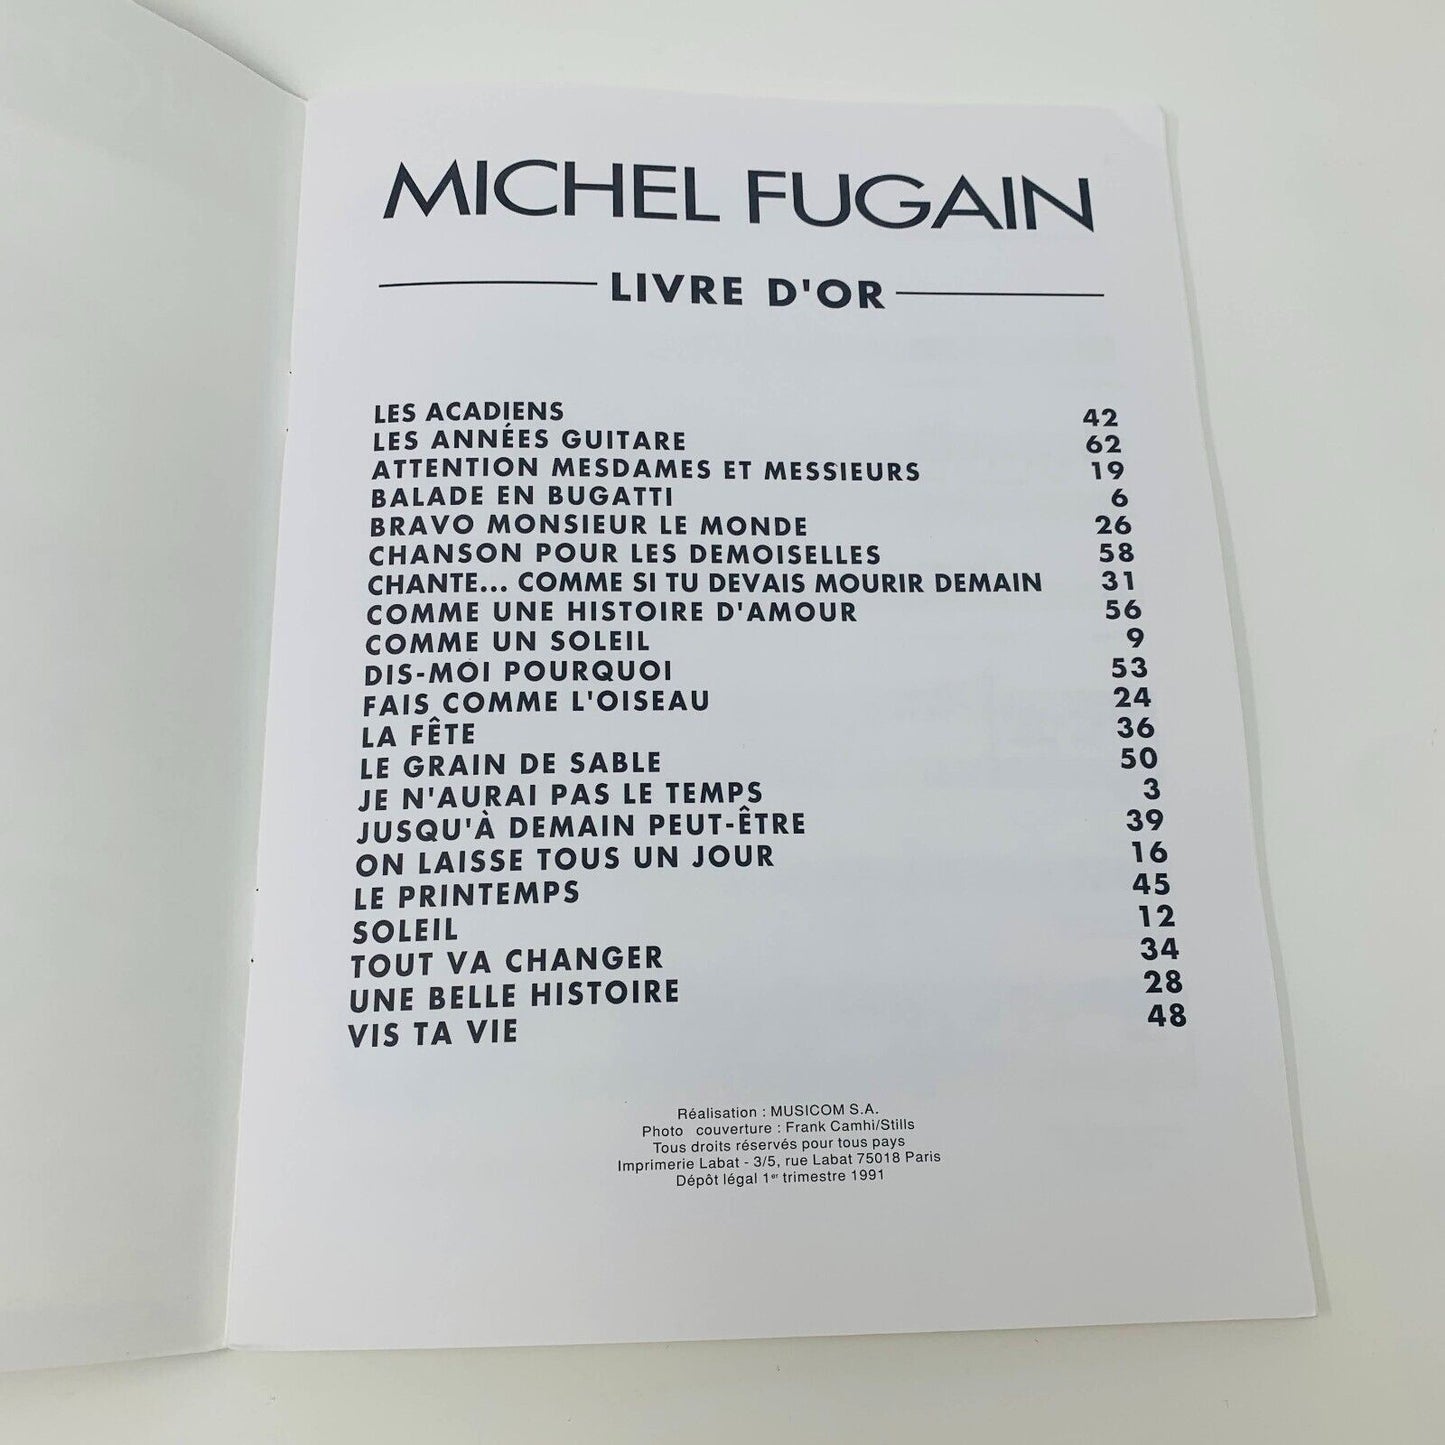 MICHEL FUGAIN
LIVRE D'OR
LES ACADIENS 42
LES ANNÉES GUITARE 62
ATTENTION MESDAMES ET MESSIEURS 19
BALADE EN BUGATTI 6
BRAVO MONSIEUR LE MONDE 26
CHANSON POUR LES DEMOISELLES 58
CHANTE... COMME SI TU DEVAIS MOURIR DEMAIN 31
COMME UNE HISTOIRE D'AMOUR 56
COMME UN SOLEIL 9
DIS-MOI POURQUOI 53
FAIS COMME L'OISEAU 24
LA FÊTE 36
LE GRAIN DE SABLE 50
JE N'AURAI PAS LE TEMPS 3
JUSQU'À DEMAIN PEUT-ÊTRE 39
ON LAISSE TOUS UN JOUR 16
LE PRINTEMPS 45
SOLEIL 12
TOUT VA CHANGER 34
UNE BELLE HISTOIRE 28
VIS TA VIE 48
Réalisation : MUSICOM S.A.
Photo couverture : Frank Camhi/Stills
Tous droits réservés pour tous pays
Imprimerie Labat - 3/5, rue Labat 75018 Paris
Dépôt légal 1er trimestre 1991